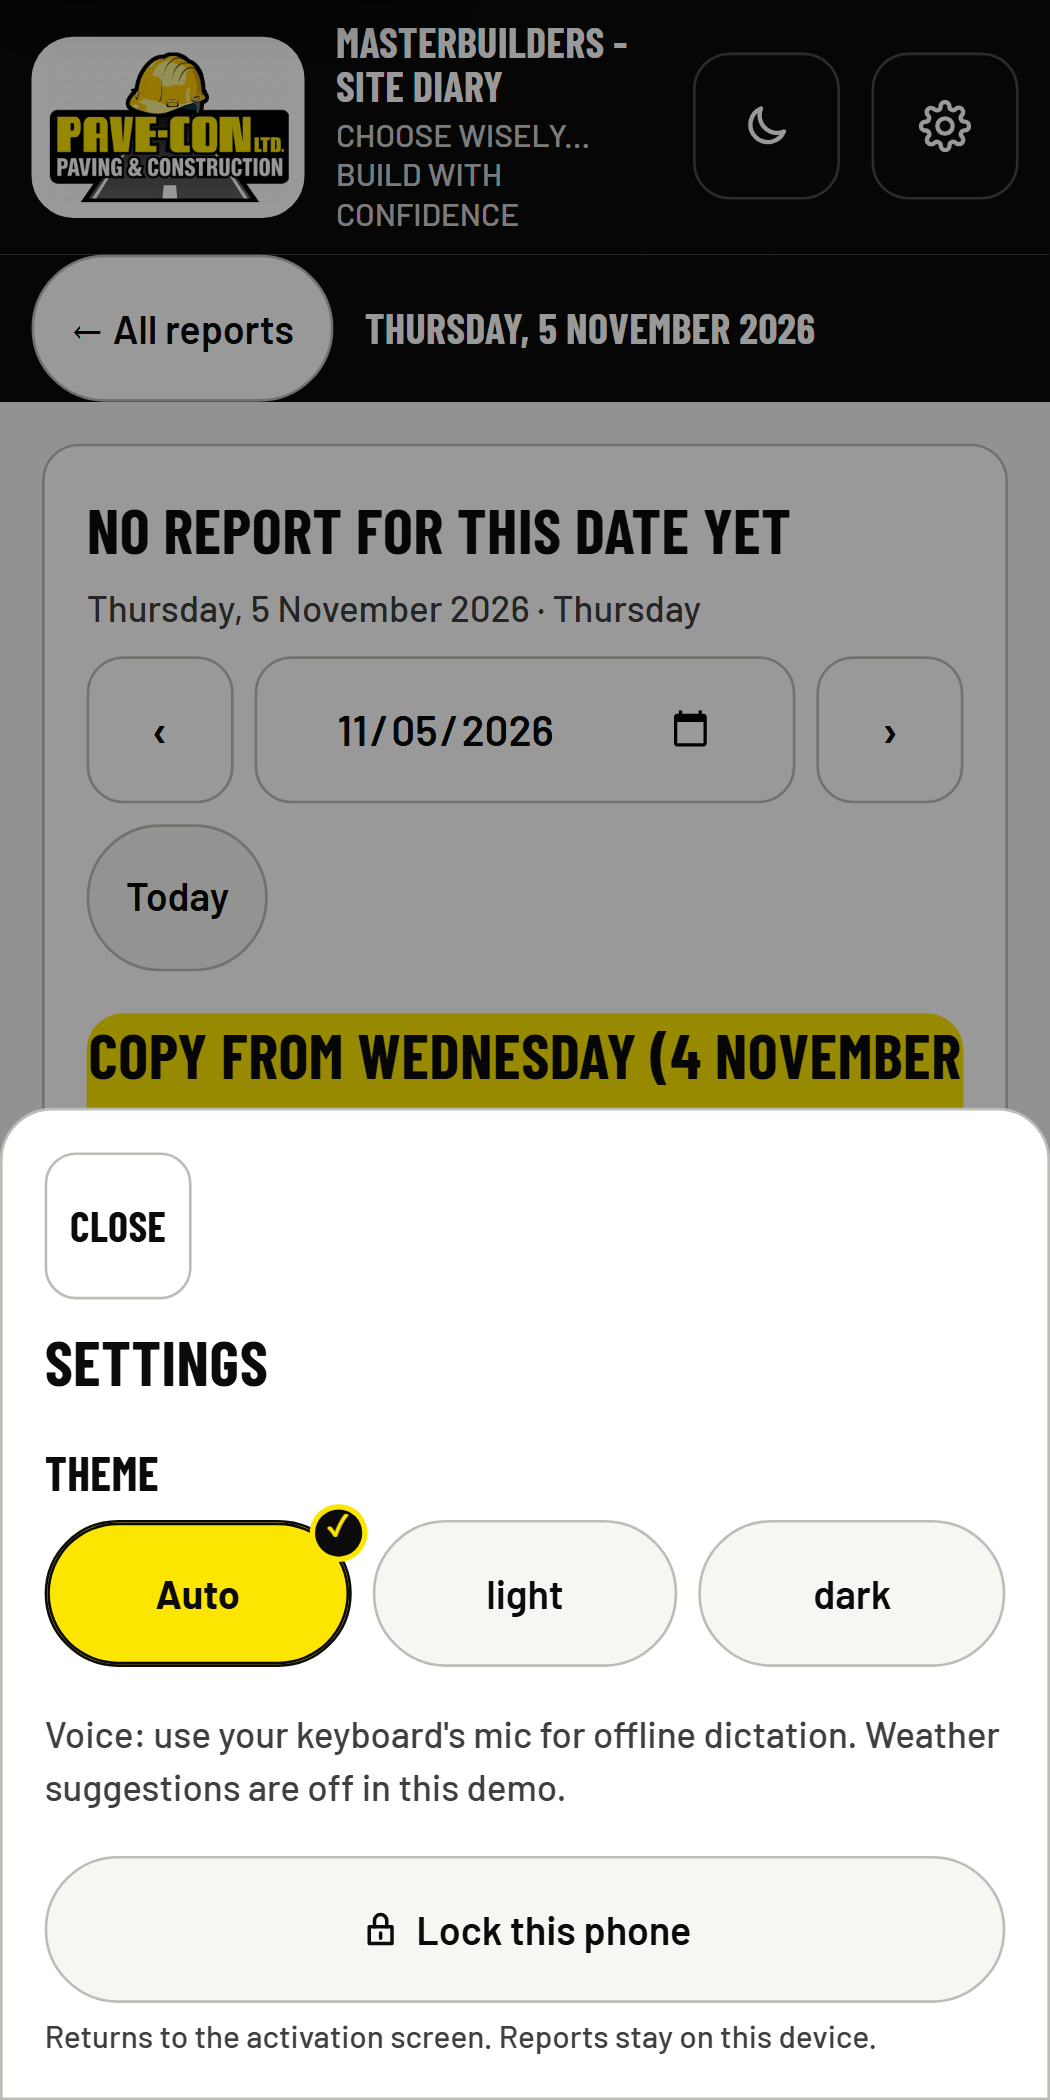 PAVE-CON LTD.
PAVING & CONSTRUCTION
MASTERBUILDERS -
SITE DIARY
CHOOSE WISELY...
BUILD WITH
CONFIDENCE
← All reports
THURSDAY, 5 NOVEMBER 2026
NO REPORT FOR THIS DATE YET
Thursday, 5 November 2026 · Thursday
‹
11/05/2026
›
Today
COPY FROM WEDNESDAY (4 NOVEMBER
CLOSE
SETTINGS
THEME
Auto
light
dark
Voice: use your keyboard's mic for offline dictation. Weather
suggestions are off in this demo.
Lock this phone
Returns to the activation screen. Reports stay on this device.